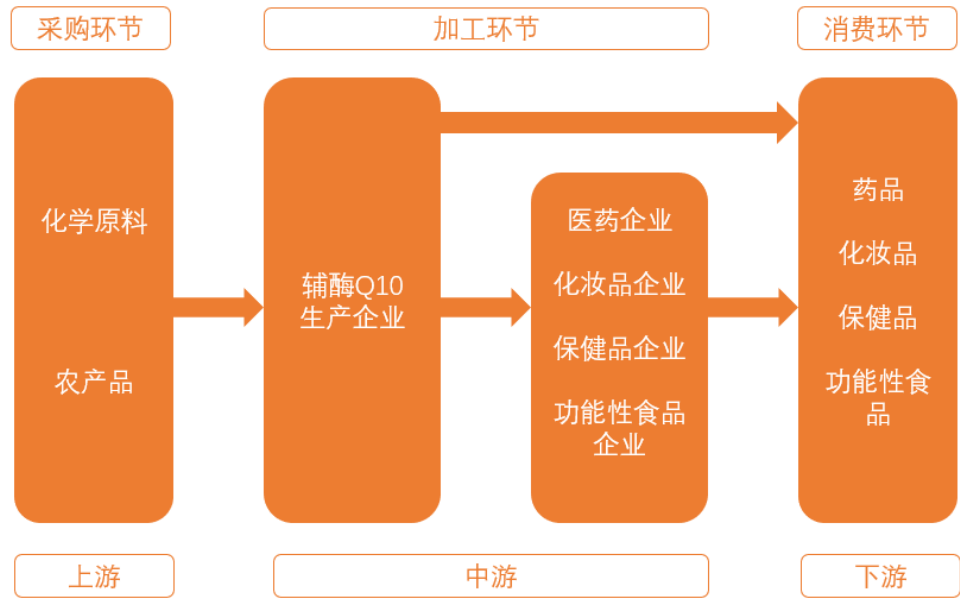 采购环节
加工环节
消费环节
化学原料
农产品
辅酶Q10
生产企业
医药企业
化妆品企业
保健品企业
功能性食品
企业
药品
化妆品
保健品
功能性食
品
上游
中游
下游